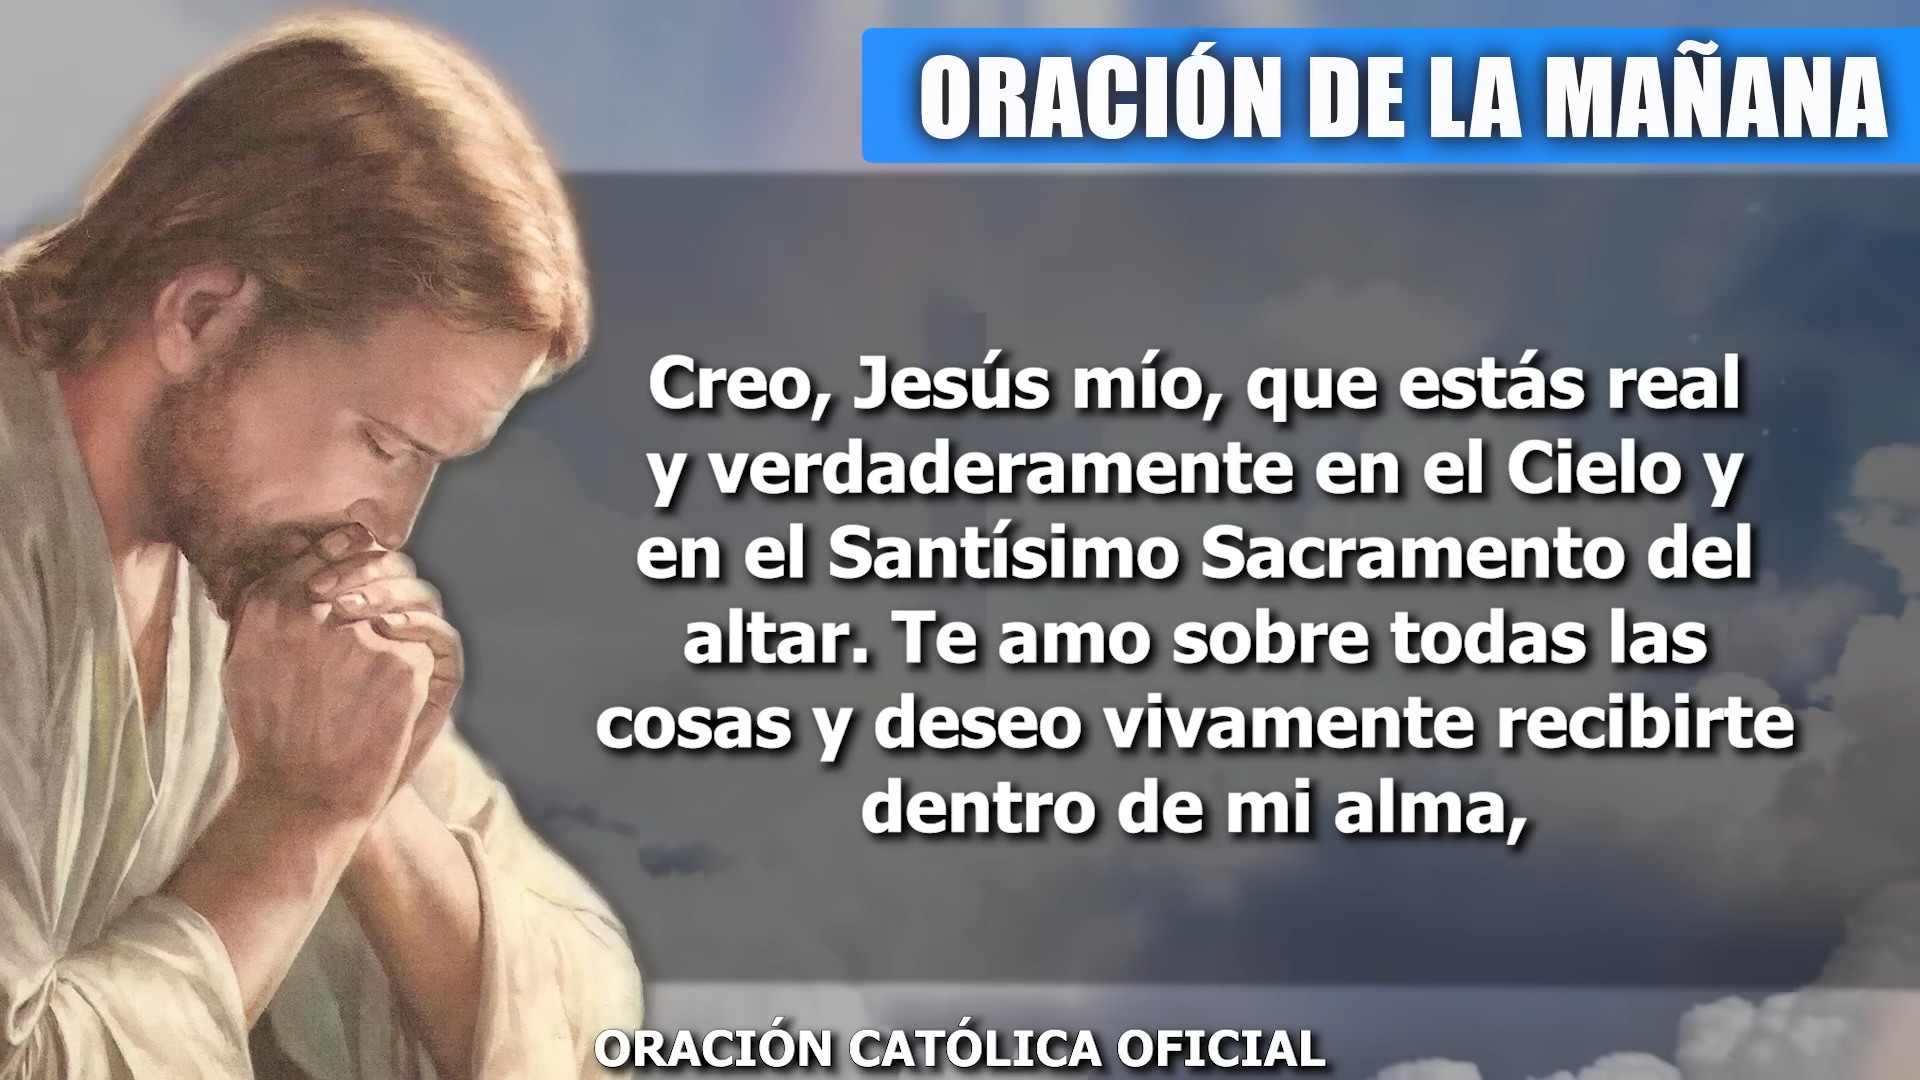 ORACIÓN DE LA MAÑANA
Creo, Jesús mío, que estás real
y verdaderamente en el Cielo y
en el Santísimo Sacramento del
altar. Te amo sobre todas las
cosas y deseo vivamente recibirte
dentro de mi alma,
ORACIÓN CATÓLICA OFICIAL